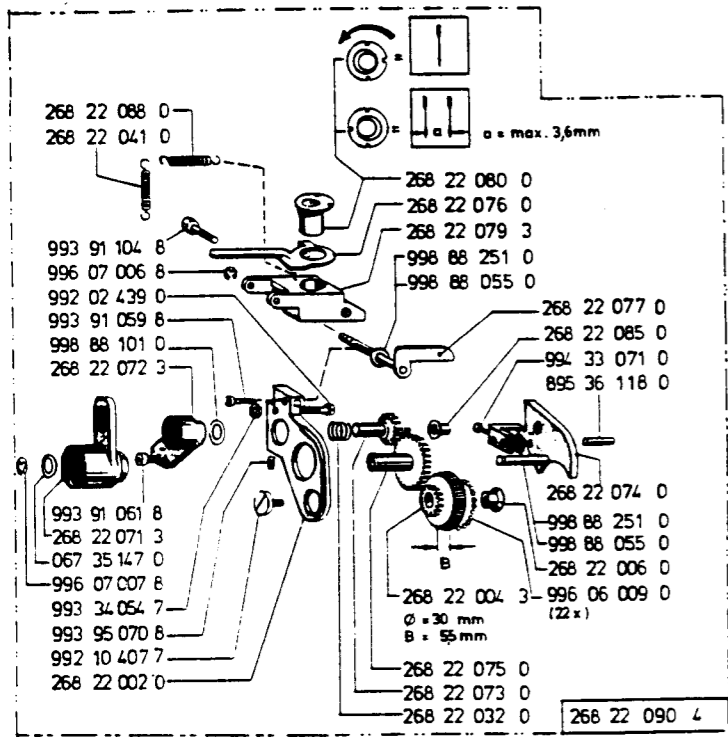 =
=
a
a = max. 3,6mm
268 22 088 0
268 22 041 0
268 22 080 0
268 22 076 0
268 22 079 3
998 88 251 0
998 88 055 0
993 91 104 8
996 07 006 8
992 02 439 0
993 91 059 8
998 88 101 0
268 22 072 3
268 22 077 0
268 22 085 0
994 33 071 0
895 36 118 0
993 91 061 8
268 22 071 3
067 35 147 0
996 07 007 8
993 34 054 7
993 95 070 8
992 10 407 7
268 22 002 0
268 22 074 0
998 88 251 0
998 88 055 0
268 22 006 0
996 06 009 0
(22x)
B
268 22 004 3
Ø = 30 mm
B = 5,5 mm
268 22 075 0
268 22 073 0
268 22 032 0
268 22 090 4